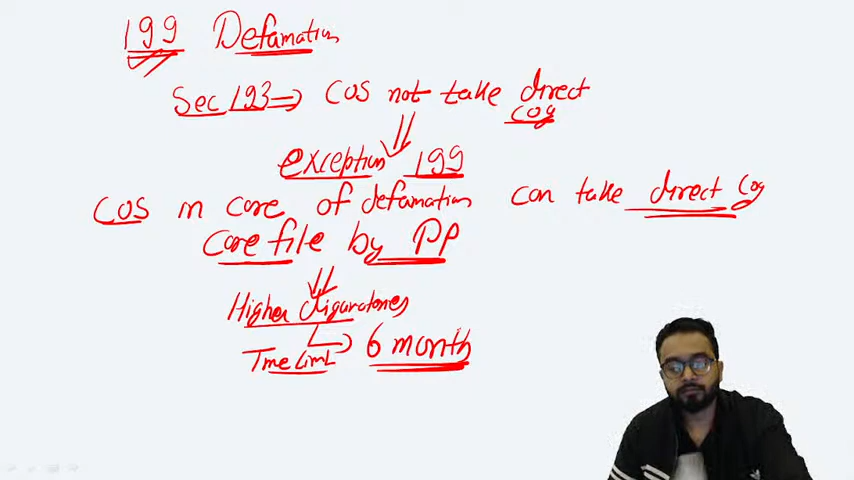 199 Defamation
Sec 193 => COS not take direct cog
exception 199
COS in case of defamation can take direct Cog
Case file by PP
Higher digaratories
Time Limit → 6 month